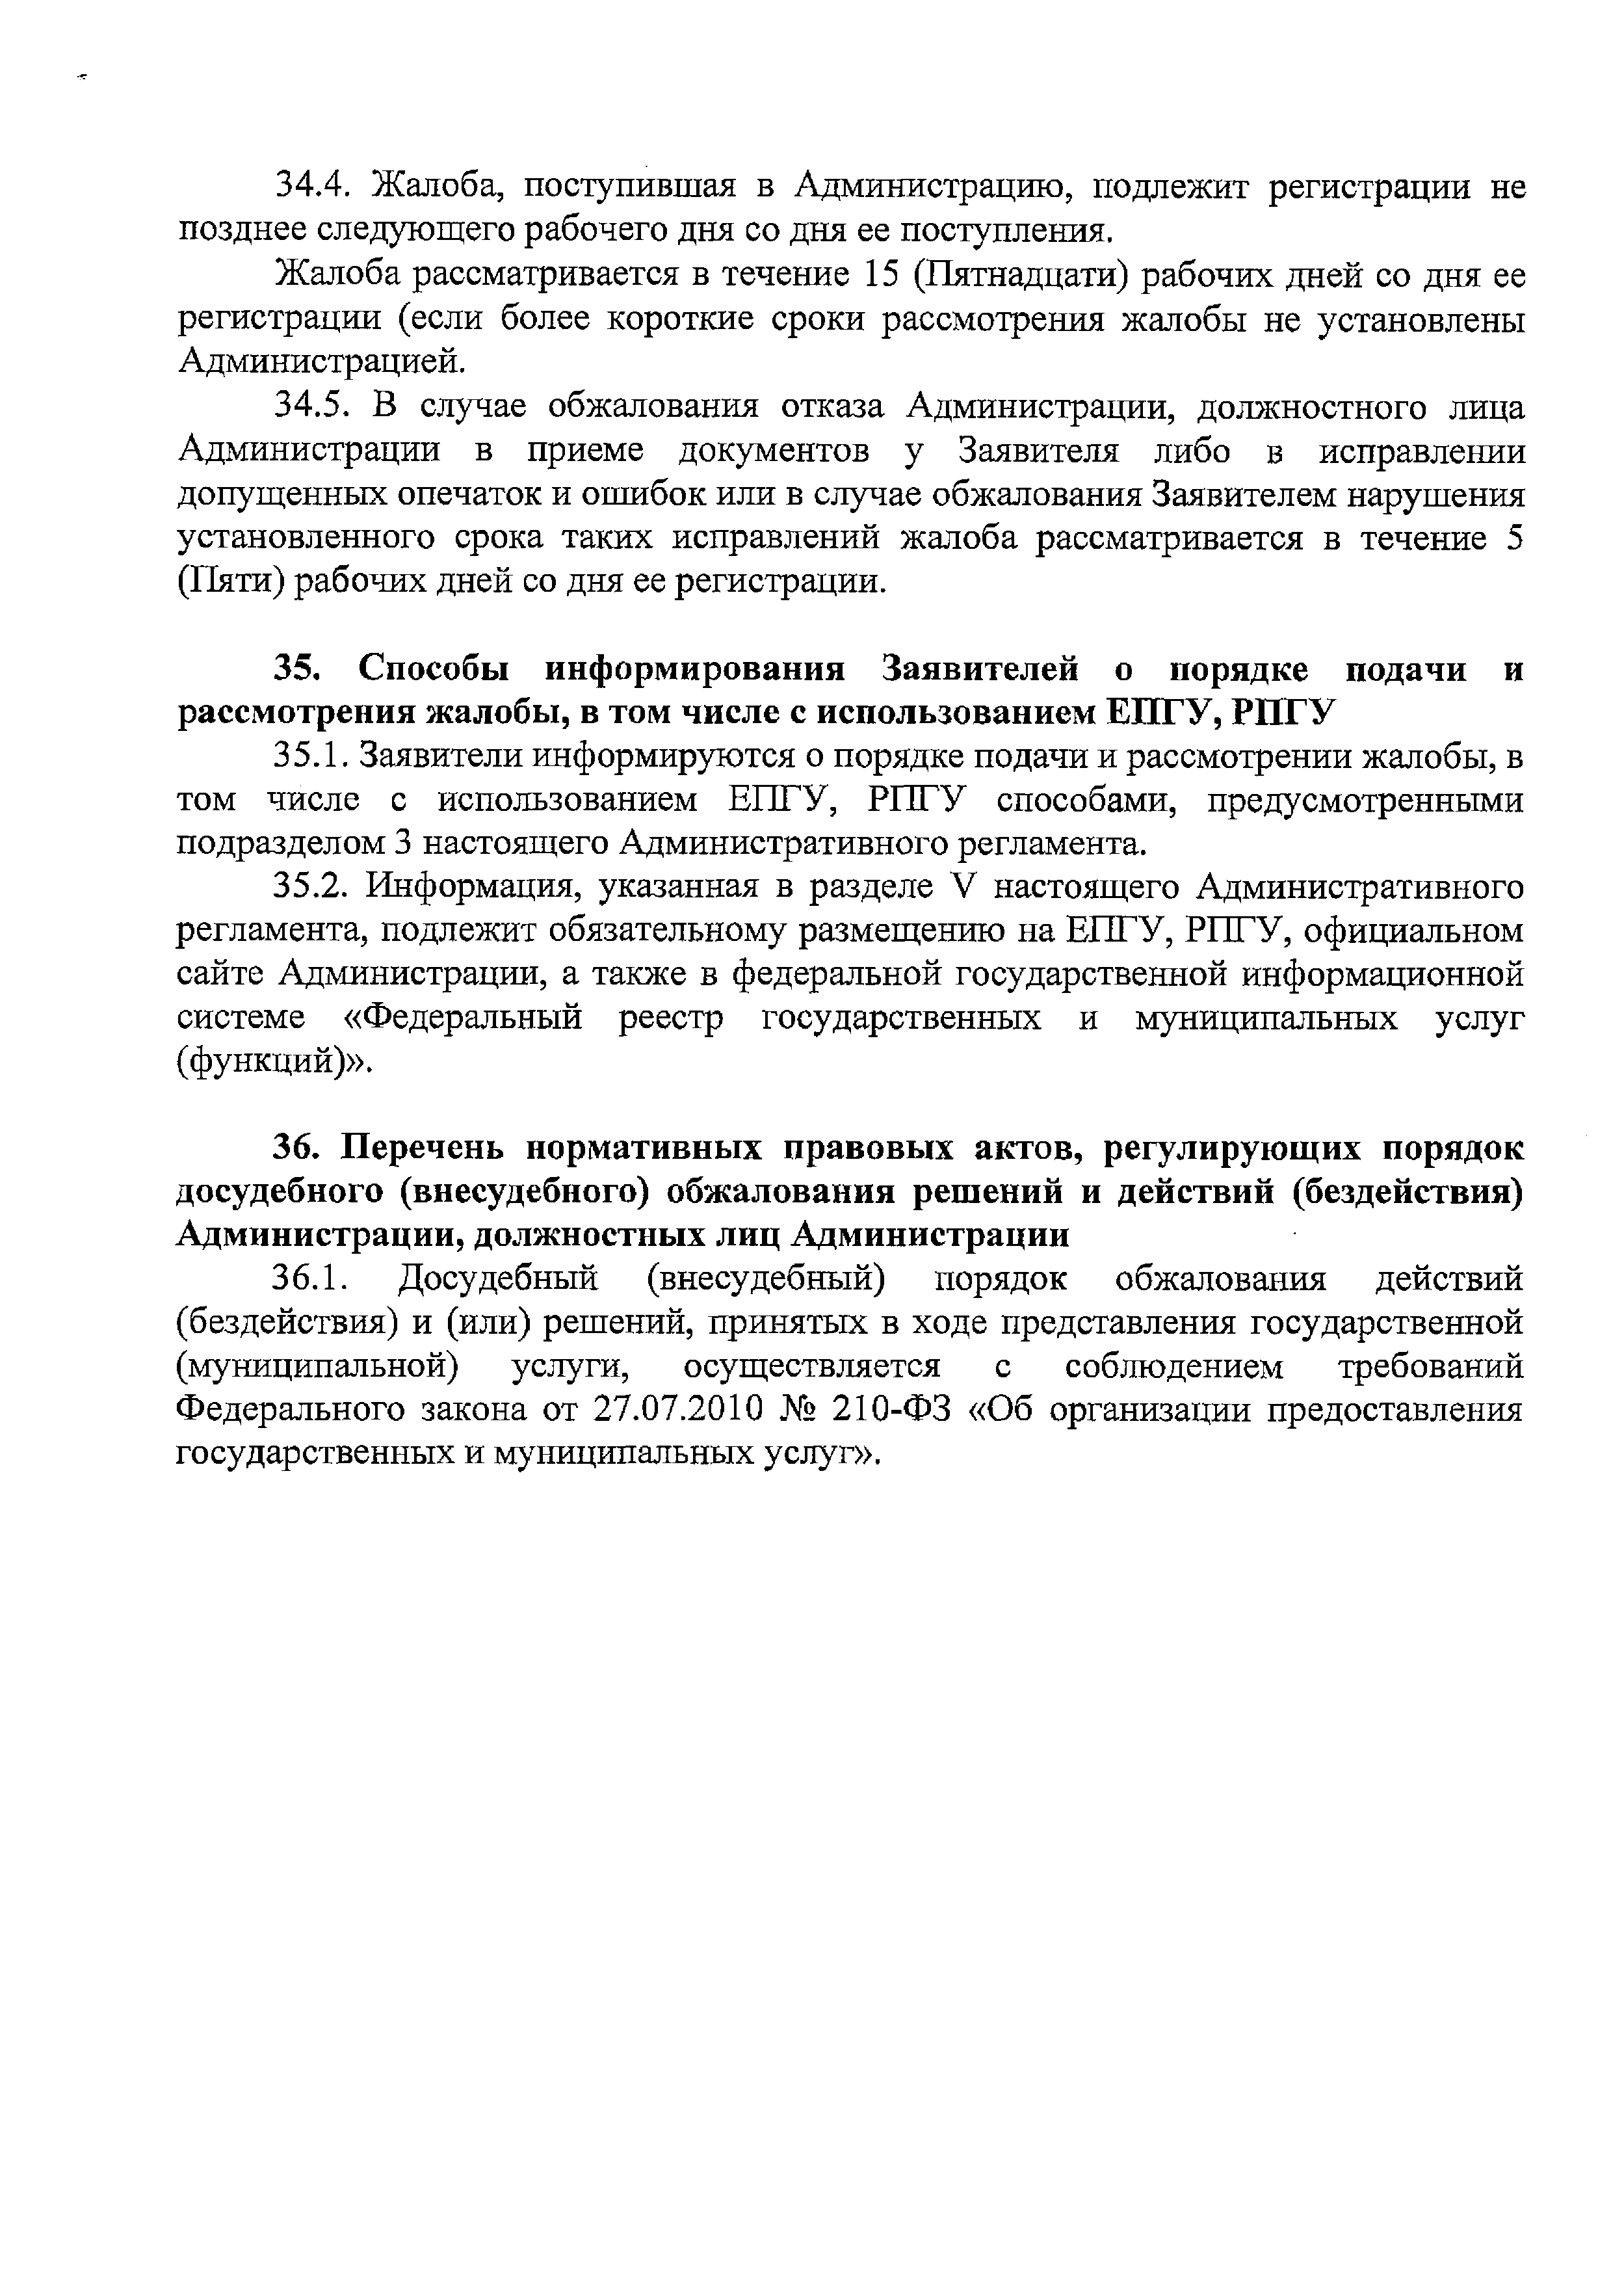 34.4. Жалоба, поступившая в Администрацию, подлежит регистрации не
позднее следующего рабочего дня со дня ее поступления.
Жалоба рассматривается в течение 15 (Пятнадцати) рабочих дней со дня ее
регистрации (если более короткие сроки рассмотрения жалобы не установлены
Администрацией.
34.5. В случае обжалования отказа Администрации, должностного лица
Администрации в приеме документов у Заявителя либо в исправлении
допущенных опечаток и ошибок или в случае обжалования Заявителем нарушения
установленного срока таких исправлений жалоба рассматривается в течение 5
(Пяти) рабочих дней со дня ее регистрации.
35. Способы информирования Заявителей о порядке подачи и
рассмотрения жалобы, в том числе с использованием ЕПГУ, РПГУ
35.1. Заявители информируются о порядке подачи и рассмотрении жалобы, в
том числе с использованием ЕПГУ, РПГУ способами, предусмотренными
подразделом 3 настоящего Административного регламента.
35.2. Информация, указанная в разделе V настоящего Административного
регламента, подлежит обязательному размещению на ЕПГУ, РПГУ, официальном
сайте Администрации, а также в федеральной государственной информационной
системе «Федеральный реестр государственных и муниципальных услуг
(функций)».
36. Перечень нормативных правовых актов, регулирующих порядок
досудебного (внесудебного) обжалования решений и действий (бездействия)
Администрации, должностных лиц Администрации
36.1. Досудебный (внесудебный) порядок обжалования действий
(бездействия) и (или) решений, принятых в ходе представления государственной
(муниципальной) услуги, осуществляется с соблюдением требований
Федерального закона от 27.07.2010 № 210-ФЗ «Об организации предоставления
государственных и муниципальных услуг».